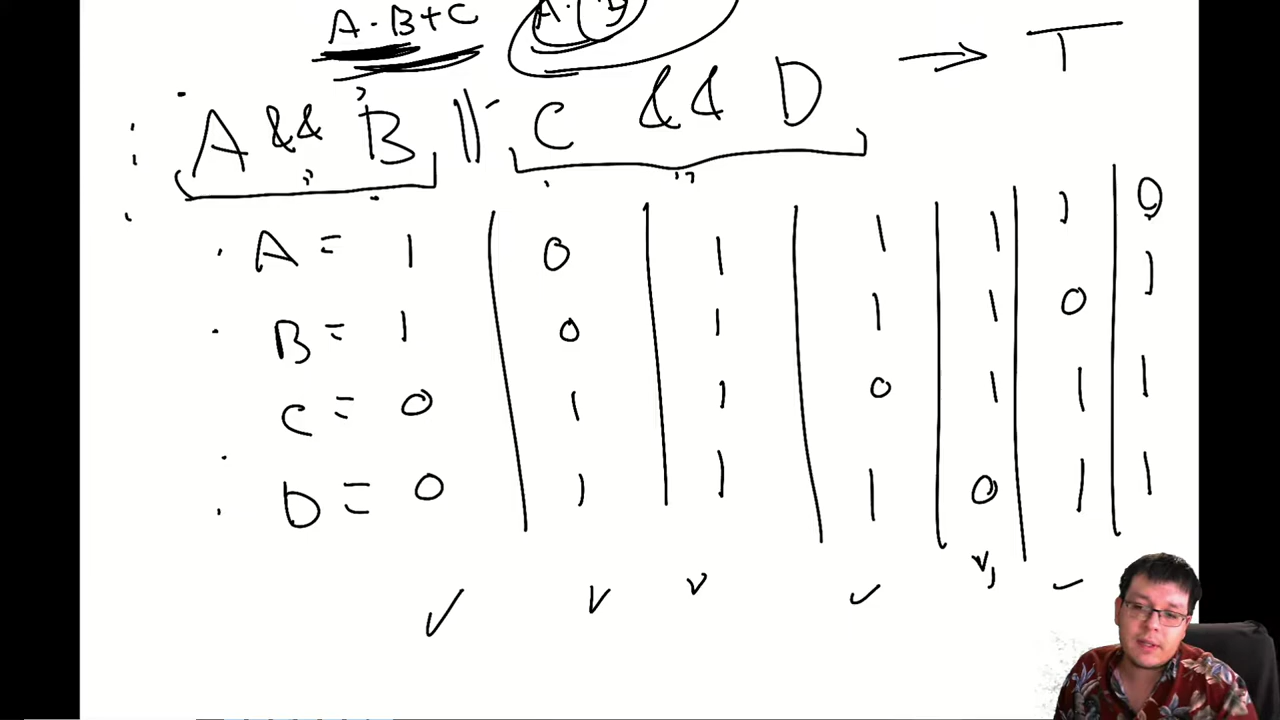 A · B + C A · B
A && B || C && D → T
A = 1 | 0 | 1 | 1 | 1 | 1 | 0
B = 1 | 0 | 1 | 1 | 1 | 0 | 1
C = 0 | 1 | 1 | 0 | 1 | 1 | 1
D = 0 | 1 | 1 | 1 | 0 | 1 | 1